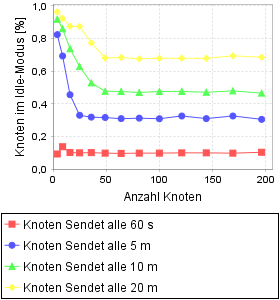 1,0
0,8
0,6
0,4
0,2
0,0
Knoten im Idle-Modus [%]
0 50 100 150 200
Anzahl Knoten
Knoten Sendet alle 60 s
Knoten Sendet alle 5 m
Knoten Sendet alle 10 m
Knoten Sendet alle 20 m